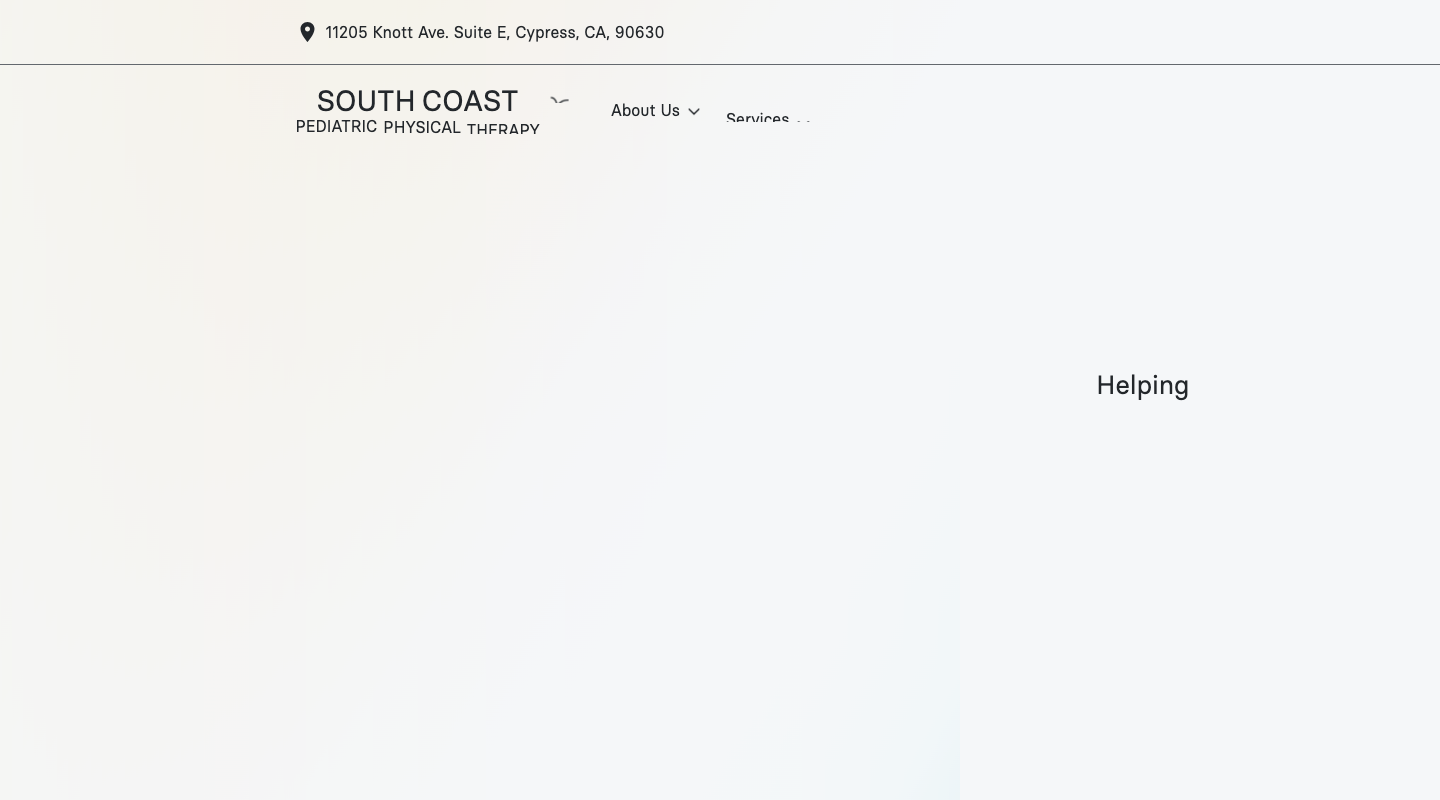 11205 Knott Ave. Suite E, Cypress, CA, 90630
SOUTH COAST
PEDIATRIC PHYSICAL THERAPY
About Us
Services
Helping